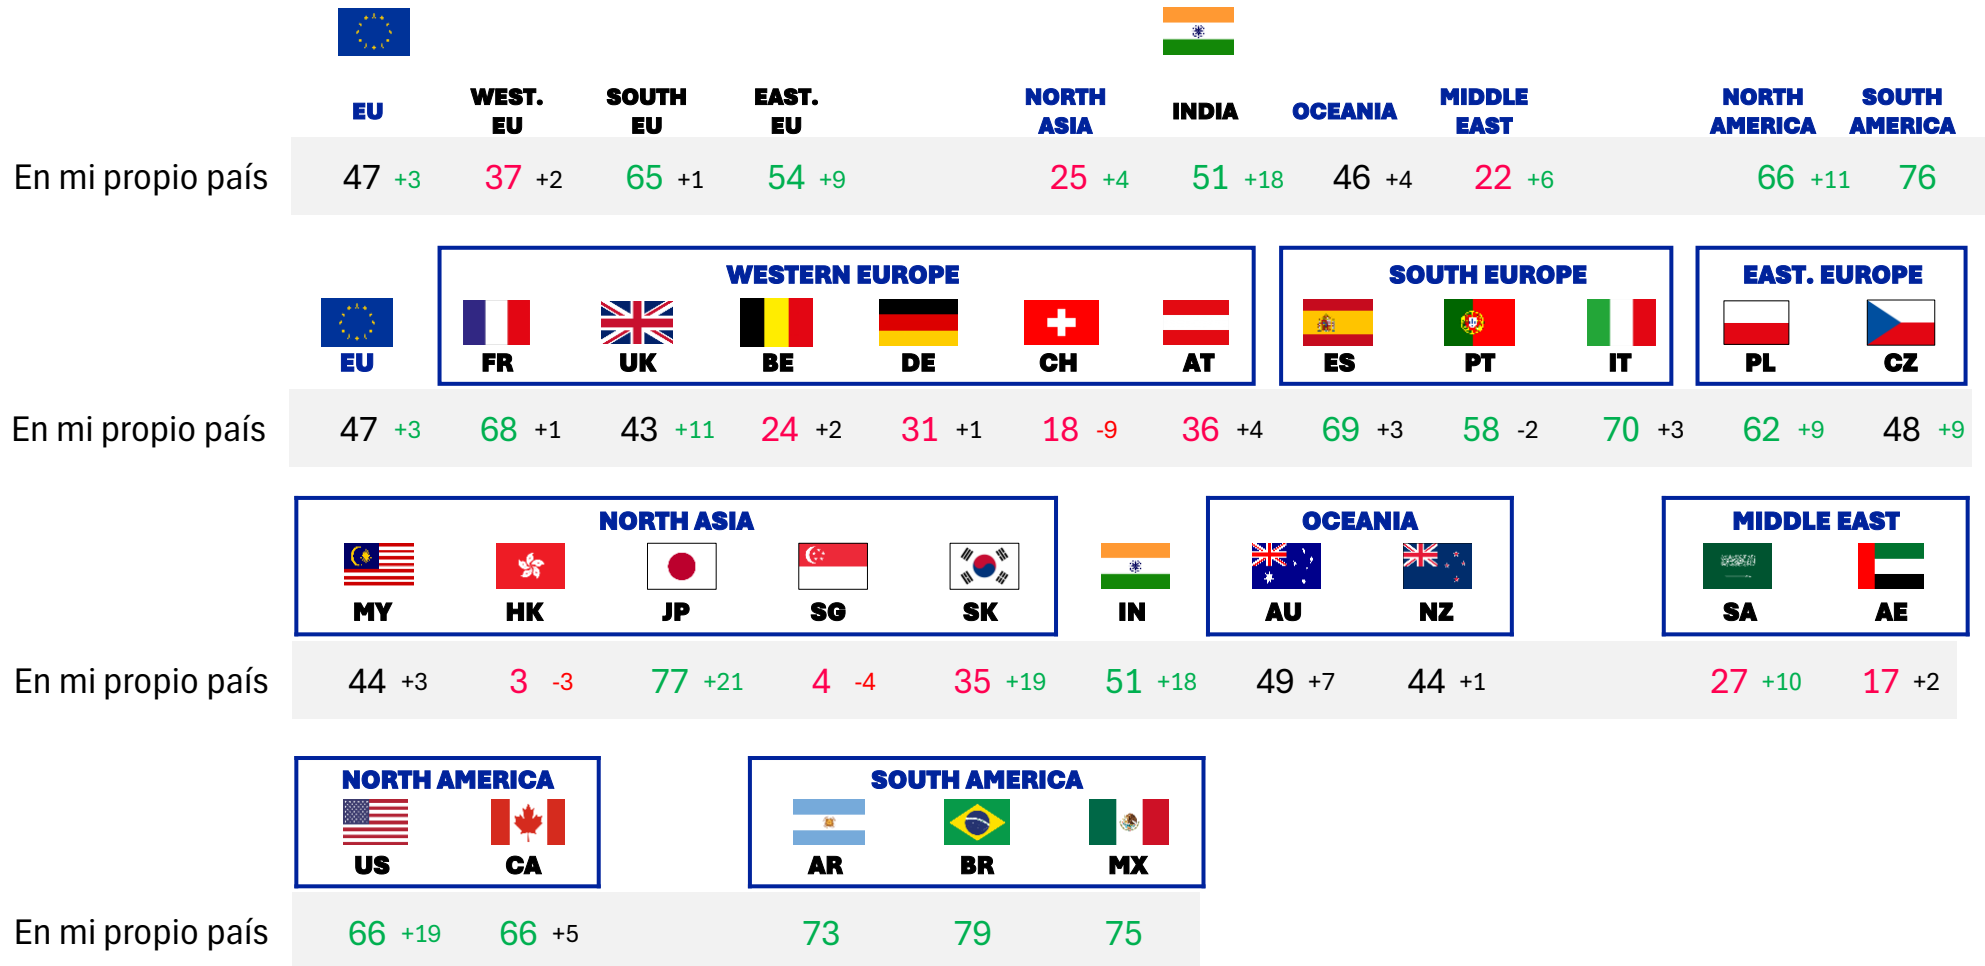 EU WEST. EU SOUTH EU EAST. EU NORTH ASIA INDIA OCEANIA MIDDLE EAST NORTH AMERICA SOUTH AMERICA
En mi propio país 47 +3 37 +2 65 +1 54 +9 25 +4 51 +18 46 +4 22 +6 66 +11 76
WESTERN EUROPE SOUTH EUROPE EAST. EUROPE
EU FR UK BE DE CH AT ES PT IT PL CZ
En mi propio país 47 +3 68 +1 43 +11 24 +2 31 +1 18 -9 36 +4 69 +3 58 -2 70 +3 62 +9 48 +9
NORTH ASIA OCEANIA MIDDLE EAST
MY HK JP SG SK IN AU NZ SA AE
En mi propio país 44 +3 3 -3 77 +21 4 -4 35 +19 51 +18 49 +7 44 +1 27 +10 17 +2
NORTH AMERICA SOUTH AMERICA
US CA AR BR MX
En mi propio país 66 +19 66 +5 73 79 75